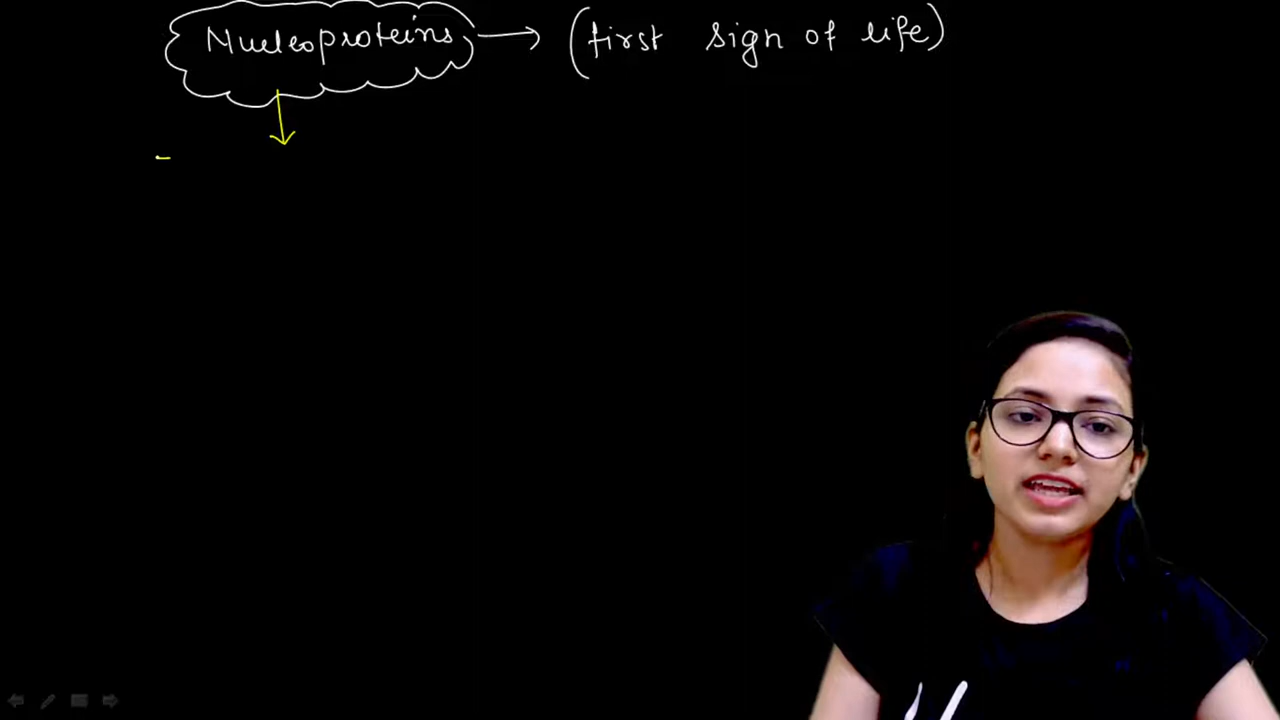 Nucleoproteins → (first sign of life)